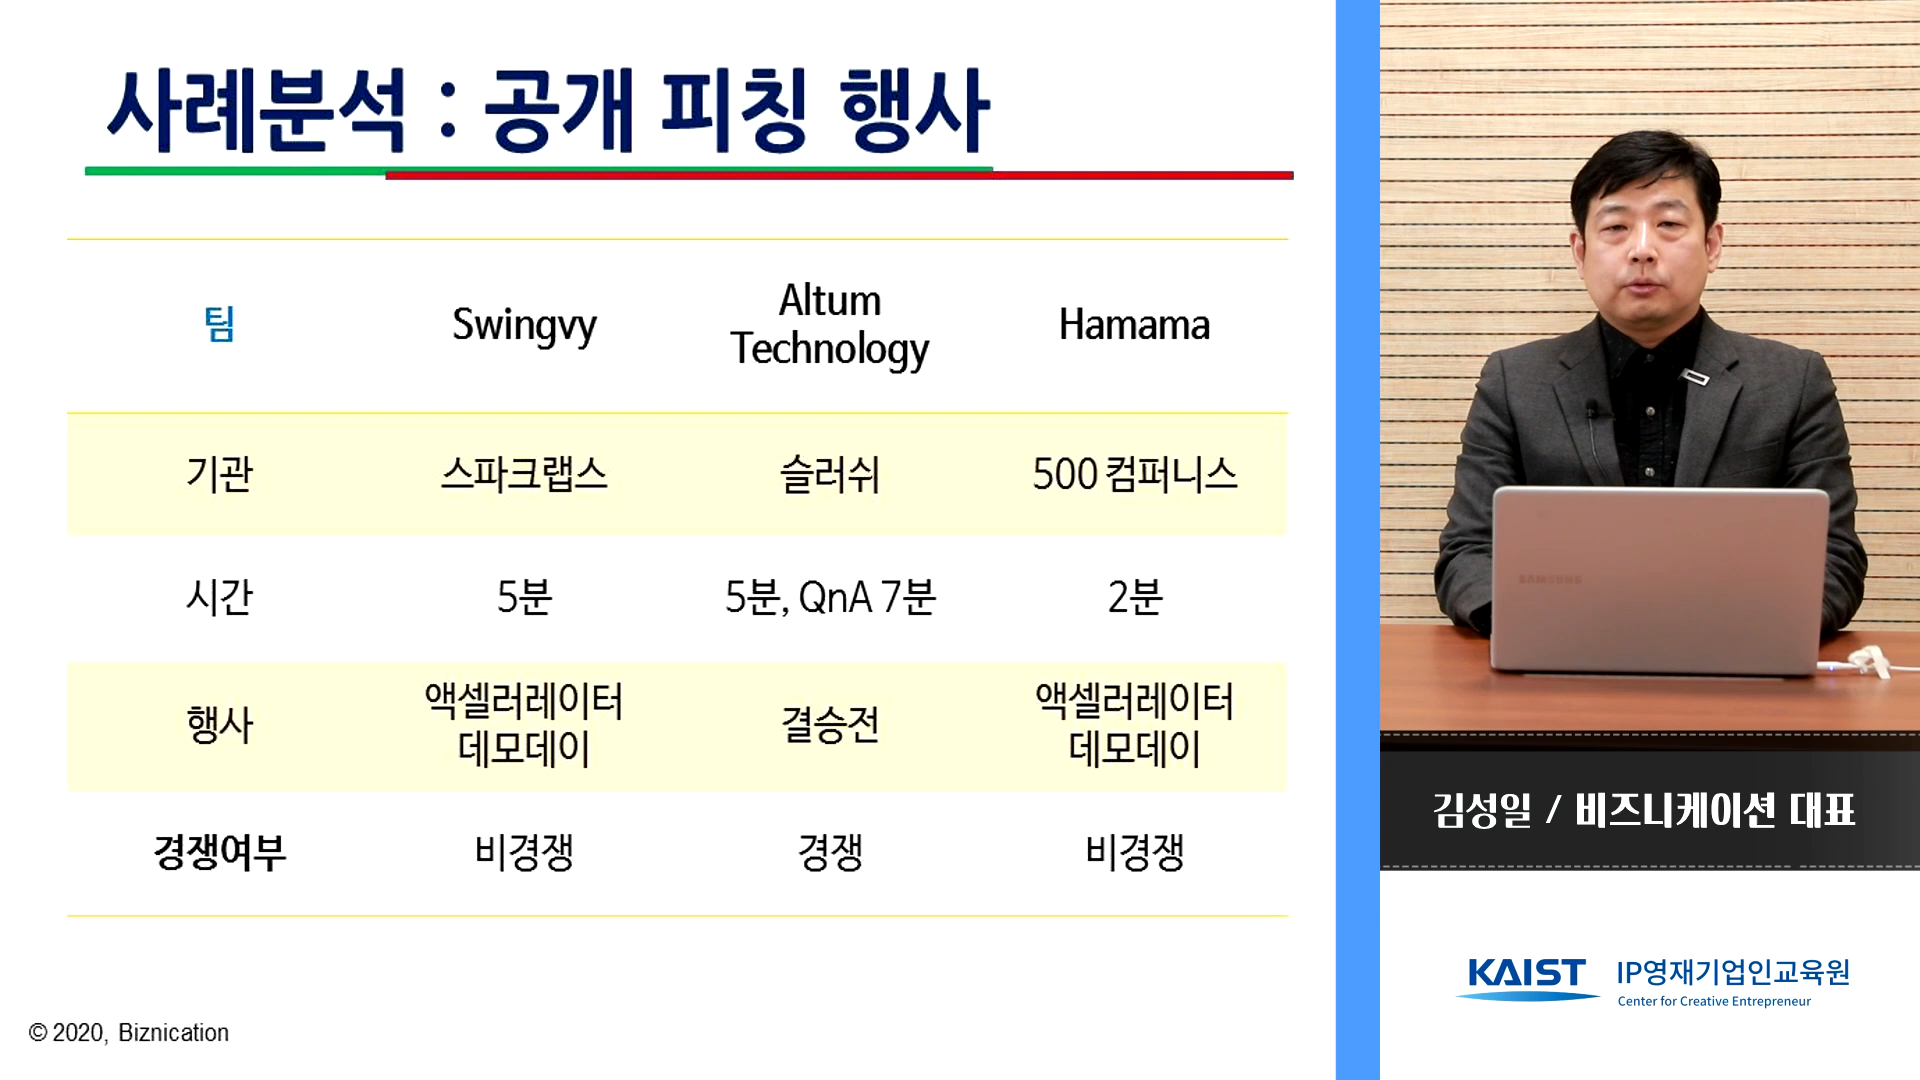 사례분석 : 공개 피칭 행사
팀 Swingvy Altum Technology Hamama
기관 스파크랩스 슬러쉬 500 컴퍼니스
시간 5분 5분, QnA 7분 2분
행사 액셀러레이터 데모데이 결승전 액셀러레이터 데모데이
경쟁여부 비경쟁 경쟁 비경쟁
© 2020, Biznication
SAMSUNG
김성일 / 비즈니케이션 대표
KAIST IP영재기업인교육원
Center for Creative Entrepreneur